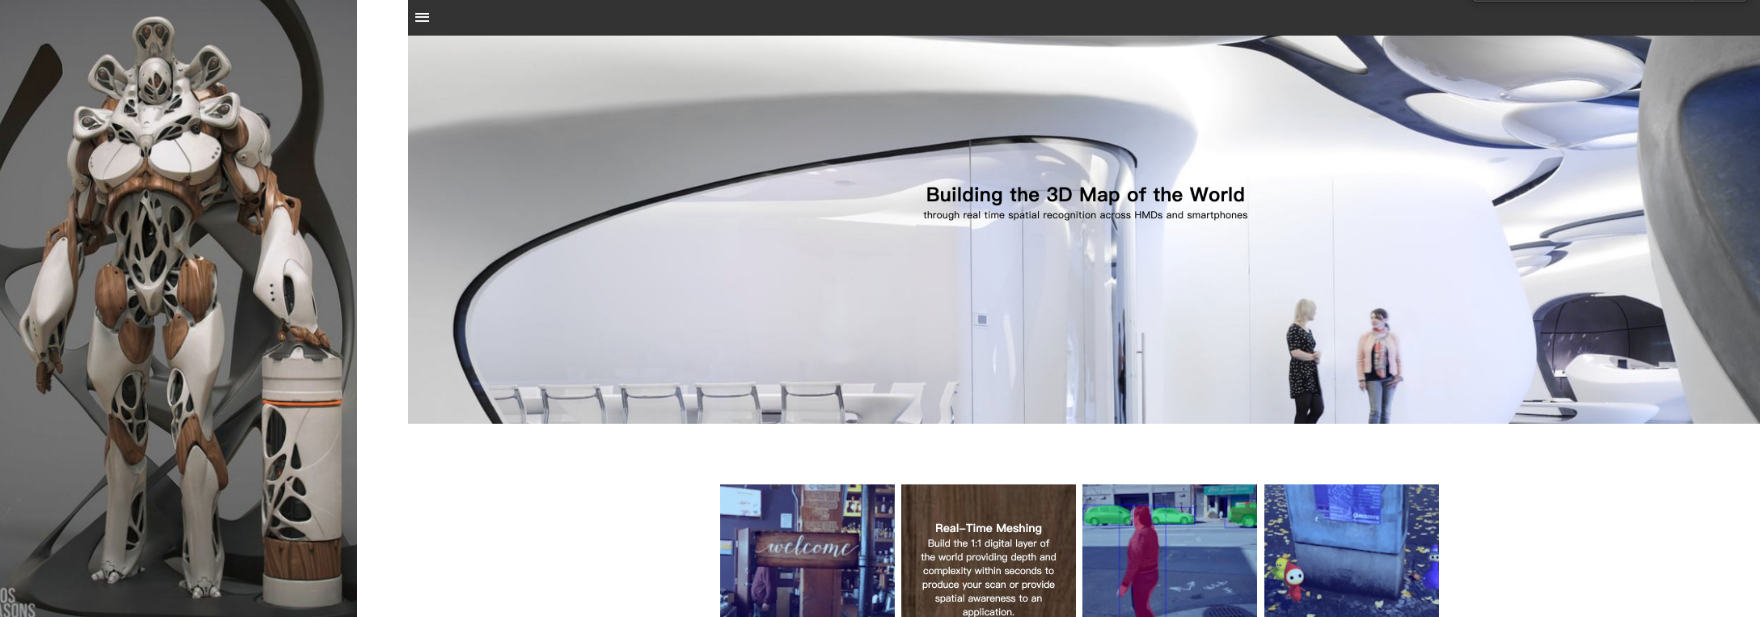 Building the 3D Map of the World
through real time spatial recognition across HMDs and smartphones
welcome
Real-Time Meshing
Build the 1:1 digital layer of
the world providing depth and
complexity within seconds to
produce your scan or provide
spatial awareness to an
application.